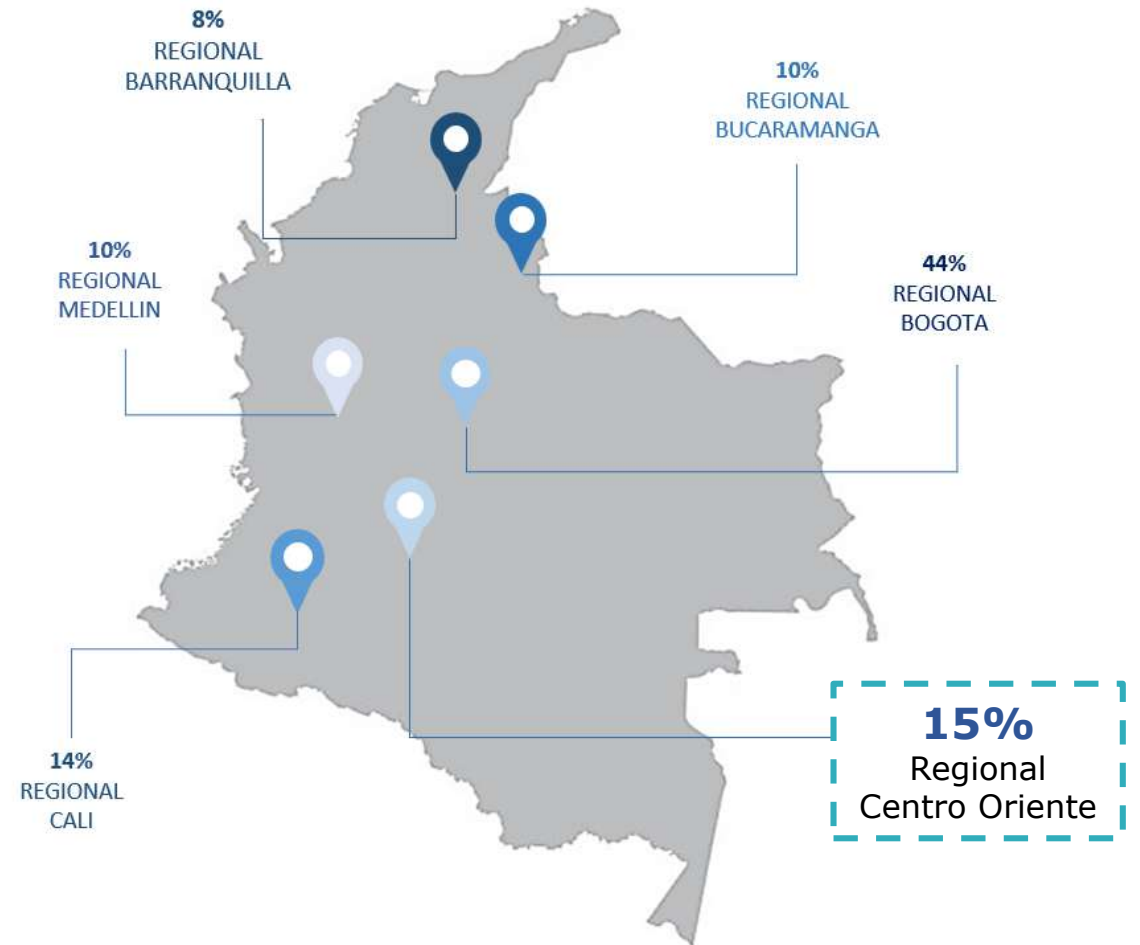 8%
REGIONAL
BARRANQUILLA
10%
REGIONAL
BUCARAMANGA
10%
REGIONAL
MEDELLIN
44%
REGIONAL
BOGOTA
14%
REGIONAL
CALI
15%
Regional
Centro Oriente